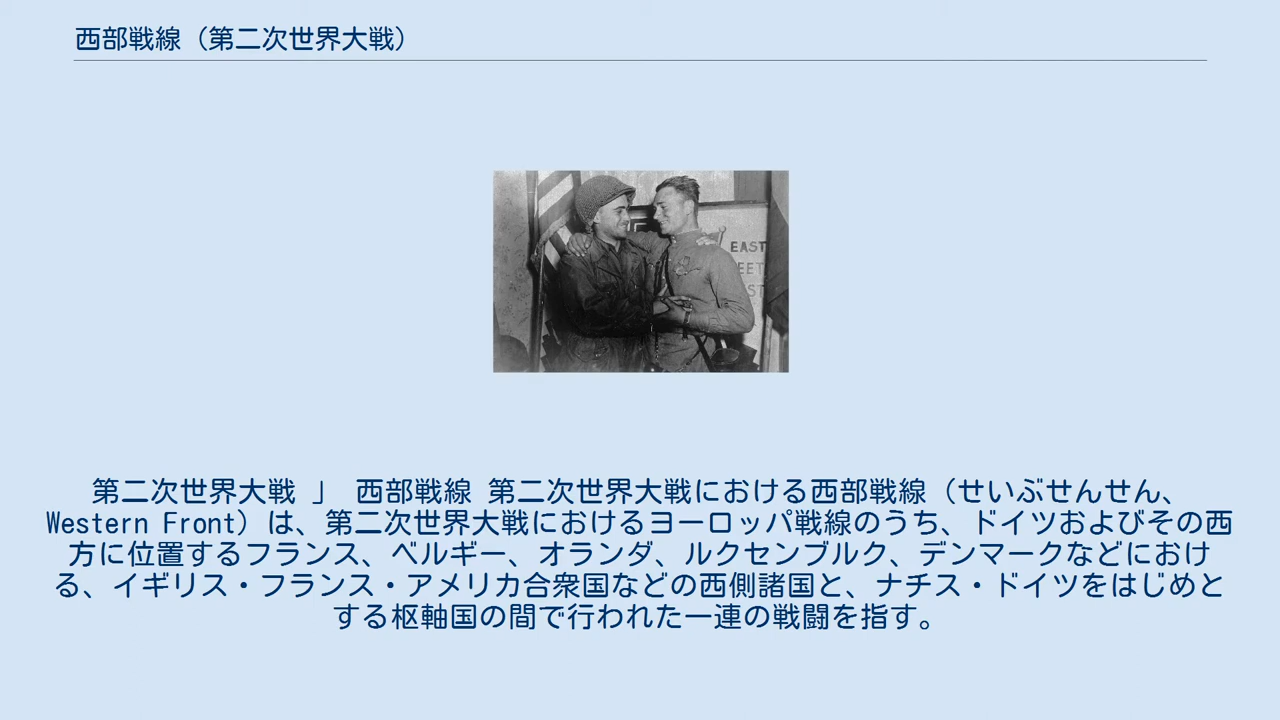 西部戦線（第二次世界大戦）
EAST
EET
ST
第二次世界大戦 」 西部戦線 第二次世界大戦における西部戦線（せいぶせんせん、
Western Front）は、第二次世界大戦におけるヨーロッパ戦線のうち、ドイツおよびその西
方に位置するフランス、ベルギー、オランダ、ルクセンブルク、デンマークなどにおけ
る、イギリス・フランス・アメリカ合衆国などの西側諸国と、ナチス・ドイツをはじめと
する枢軸国の間で行われた一連の戦闘を指す。